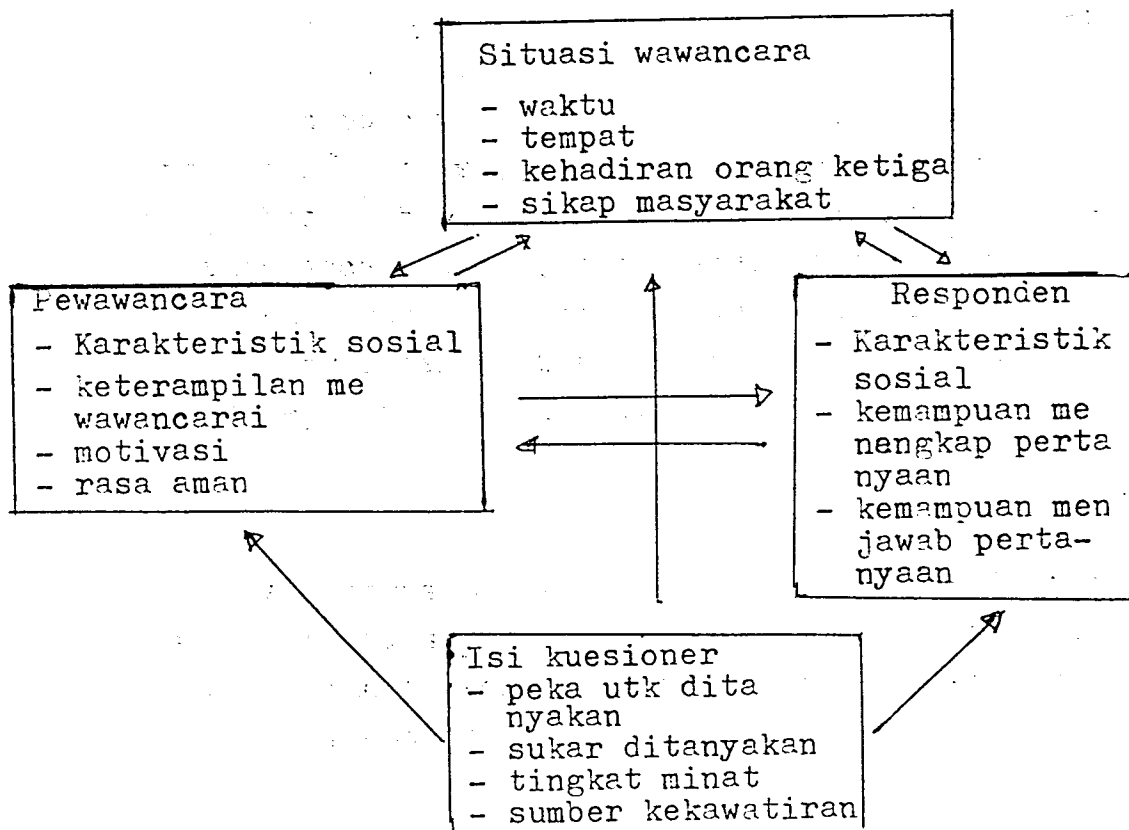 Situasi wawancara
- waktu
- tempat
- kehadiran orang ketiga
- sikap masyarakat
Pewawancara
- Karakteristik sosial
- keterampilan me
wawancarai
- motivasi
- rasa aman
Responden
- Karakteristik
sosial
- kemampuan me
nengkap perta
nyaan
- kemampuan men
jawab perta-
nyaan
Isi kuesioner
- peka utk dita
nyakan
- sukar ditanyakan
- tingkat minat
- sumber kekawatiran